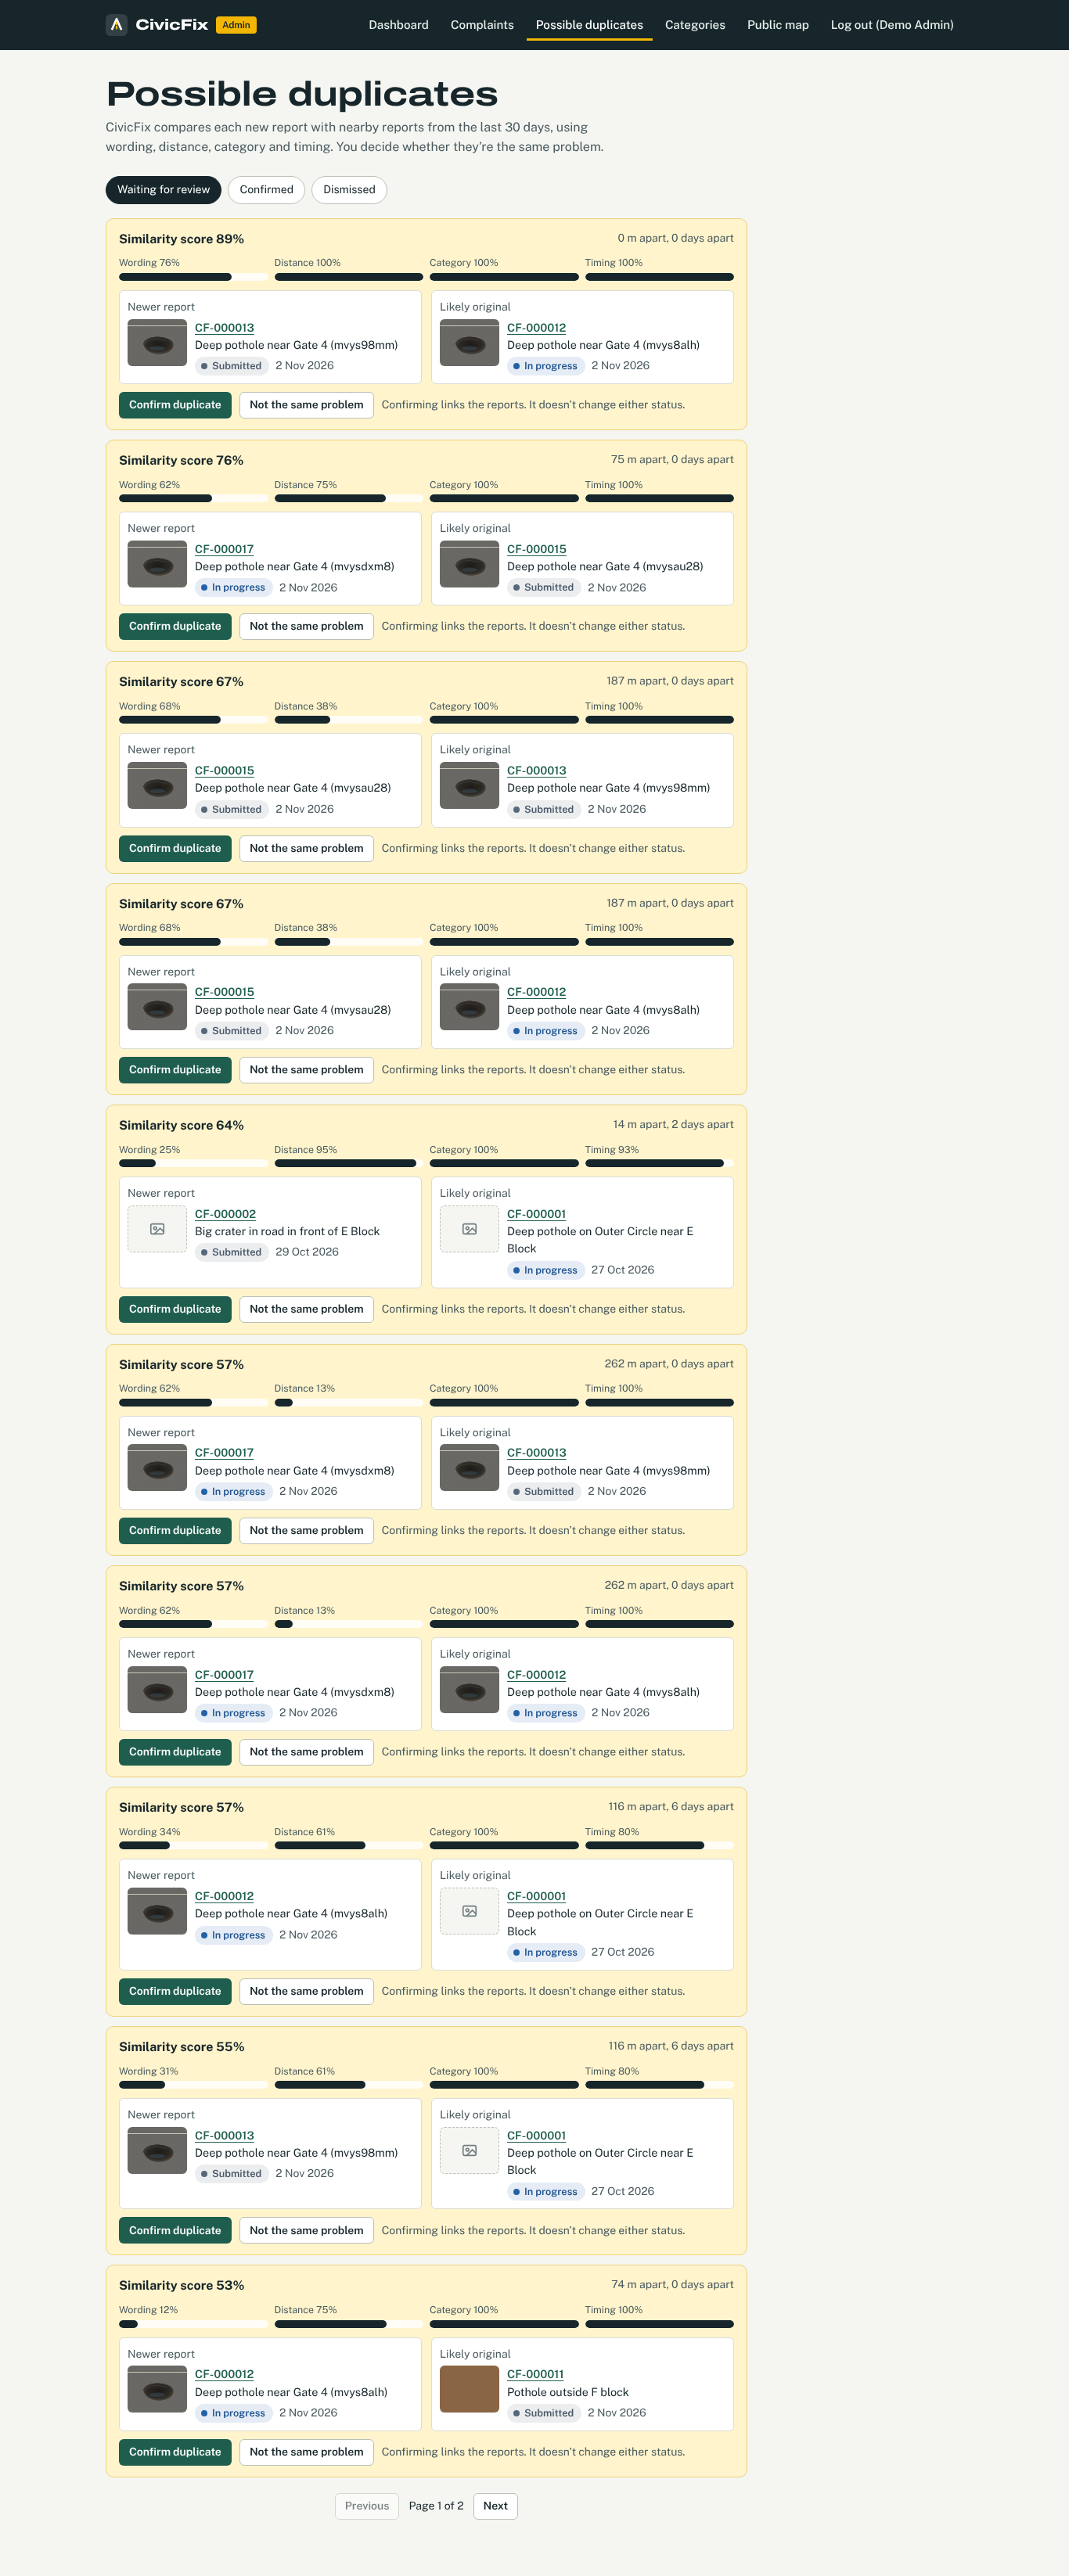 CivicFix Admin Dashboard Complaints Possible duplicates Categories Public map Log out (Demo Admin)
Possible duplicates
CivicFix compares each new report with nearby reports from the last 30 days, using
wording, distance, category and timing. You decide whether they're the same problem.
Waiting for review Confirmed Dismissed
Similarity score 89% 0 m apart, 0 days apart
Wording 76% Distance 100% Category 100% Timing 100%
Newer report Likely original
CF-000013 CF-000012
Deep pothole near Gate 4 (mvys98mm) Deep pothole near Gate 4 (mvys8alh)
Submitted 2 Nov 2026 In progress 2 Nov 2026
Confirm duplicate Not the same problem Confirming links the reports. It doesn't change either status.
Similarity score 76% 75 m apart, 0 days apart
Wording 62% Distance 75% Category 100% Timing 100%
Newer report Likely original
CF-000017 CF-000015
Deep pothole near Gate 4 (mvysdxm8) Deep pothole near Gate 4 (mvysau28)
In progress 2 Nov 2026 Submitted 2 Nov 2026
Confirm duplicate Not the same problem Confirming links the reports. It doesn't change either status.
Similarity score 67% 187 m apart, 0 days apart
Wording 68% Distance 38% Category 100% Timing 100%
Newer report Likely original
CF-000015 CF-000013
Deep pothole near Gate 4 (mvysau28) Deep pothole near Gate 4 (mvys98mm)
Submitted 2 Nov 2026 Submitted 2 Nov 2026
Confirm duplicate Not the same problem Confirming links the reports. It doesn't change either status.
Similarity score 67% 187 m apart, 0 days apart
Wording 68% Distance 38% Category 100% Timing 100%
Newer report Likely original
CF-000015 CF-000012
Deep pothole near Gate 4 (mvysau28) Deep pothole near Gate 4 (mvys8alh)
Submitted 2 Nov 2026 In progress 2 Nov 2026
Confirm duplicate Not the same problem Confirming links the reports. It doesn't change either status.
Similarity score 64% 14 m apart, 2 days apart
Wording 25% Distance 95% Category 100% Timing 93%
Newer report Likely original
CF-000002 CF-000001
Big crater in road in front of E Block Deep pothole on Outer Circle near E
Block
Submitted 29 Oct 2026 In progress 27 Oct 2026
Confirm duplicate Not the same problem Confirming links the reports. It doesn't change either status.
Similarity score 57% 262 m apart, 0 days apart
Wording 62% Distance 13% Category 100% Timing 100%
Newer report Likely original
CF-000017 CF-000013
Deep pothole near Gate 4 (mvysdxm8) Deep pothole near Gate 4 (mvys98mm)
In progress 2 Nov 2026 Submitted 2 Nov 2026
Confirm duplicate Not the same problem Confirming links the reports. It doesn't change either status.
Similarity score 57% 262 m apart, 0 days apart
Wording 62% Distance 13% Category 100% Timing 100%
Newer report Likely original
CF-000017 CF-000012
Deep pothole near Gate 4 (mvysdxm8) Deep pothole near Gate 4 (mvys8alh)
In progress 2 Nov 2026 In progress 2 Nov 2026
Confirm duplicate Not the same problem Confirming links the reports. It doesn't change either status.
Similarity score 57% 116 m apart, 6 days apart
Wording 34% Distance 61% Category 100% Timing 80%
Newer report Likely original
CF-000012 CF-000001
Deep pothole near Gate 4 (mvys8alh) Deep pothole on Outer Circle near E
Block
In progress 2 Nov 2026 In progress 27 Oct 2026
Confirm duplicate Not the same problem Confirming links the reports. It doesn't change either status.
Similarity score 55% 116 m apart, 6 days apart
Wording 31% Distance 61% Category 100% Timing 80%
Newer report Likely original
CF-000013 CF-000001
Deep pothole near Gate 4 (mvys98mm) Deep pothole on Outer Circle near E
Block
Submitted 2 Nov 2026 In progress 27 Oct 2026
Confirm duplicate Not the same problem Confirming links the reports. It doesn't change either status.
Similarity score 53% 74 m apart, 0 days apart
Wording 12% Distance 75% Category 100% Timing 100%
Newer report Likely original
CF-000012 CF-000011
Deep pothole near Gate 4 (mvys8alh) Pothole outside F block
In progress 2 Nov 2026 Submitted 2 Nov 2026
Confirm duplicate Not the same problem Confirming links the reports. It doesn't change either status.
Previous Page 1 of 2 Next